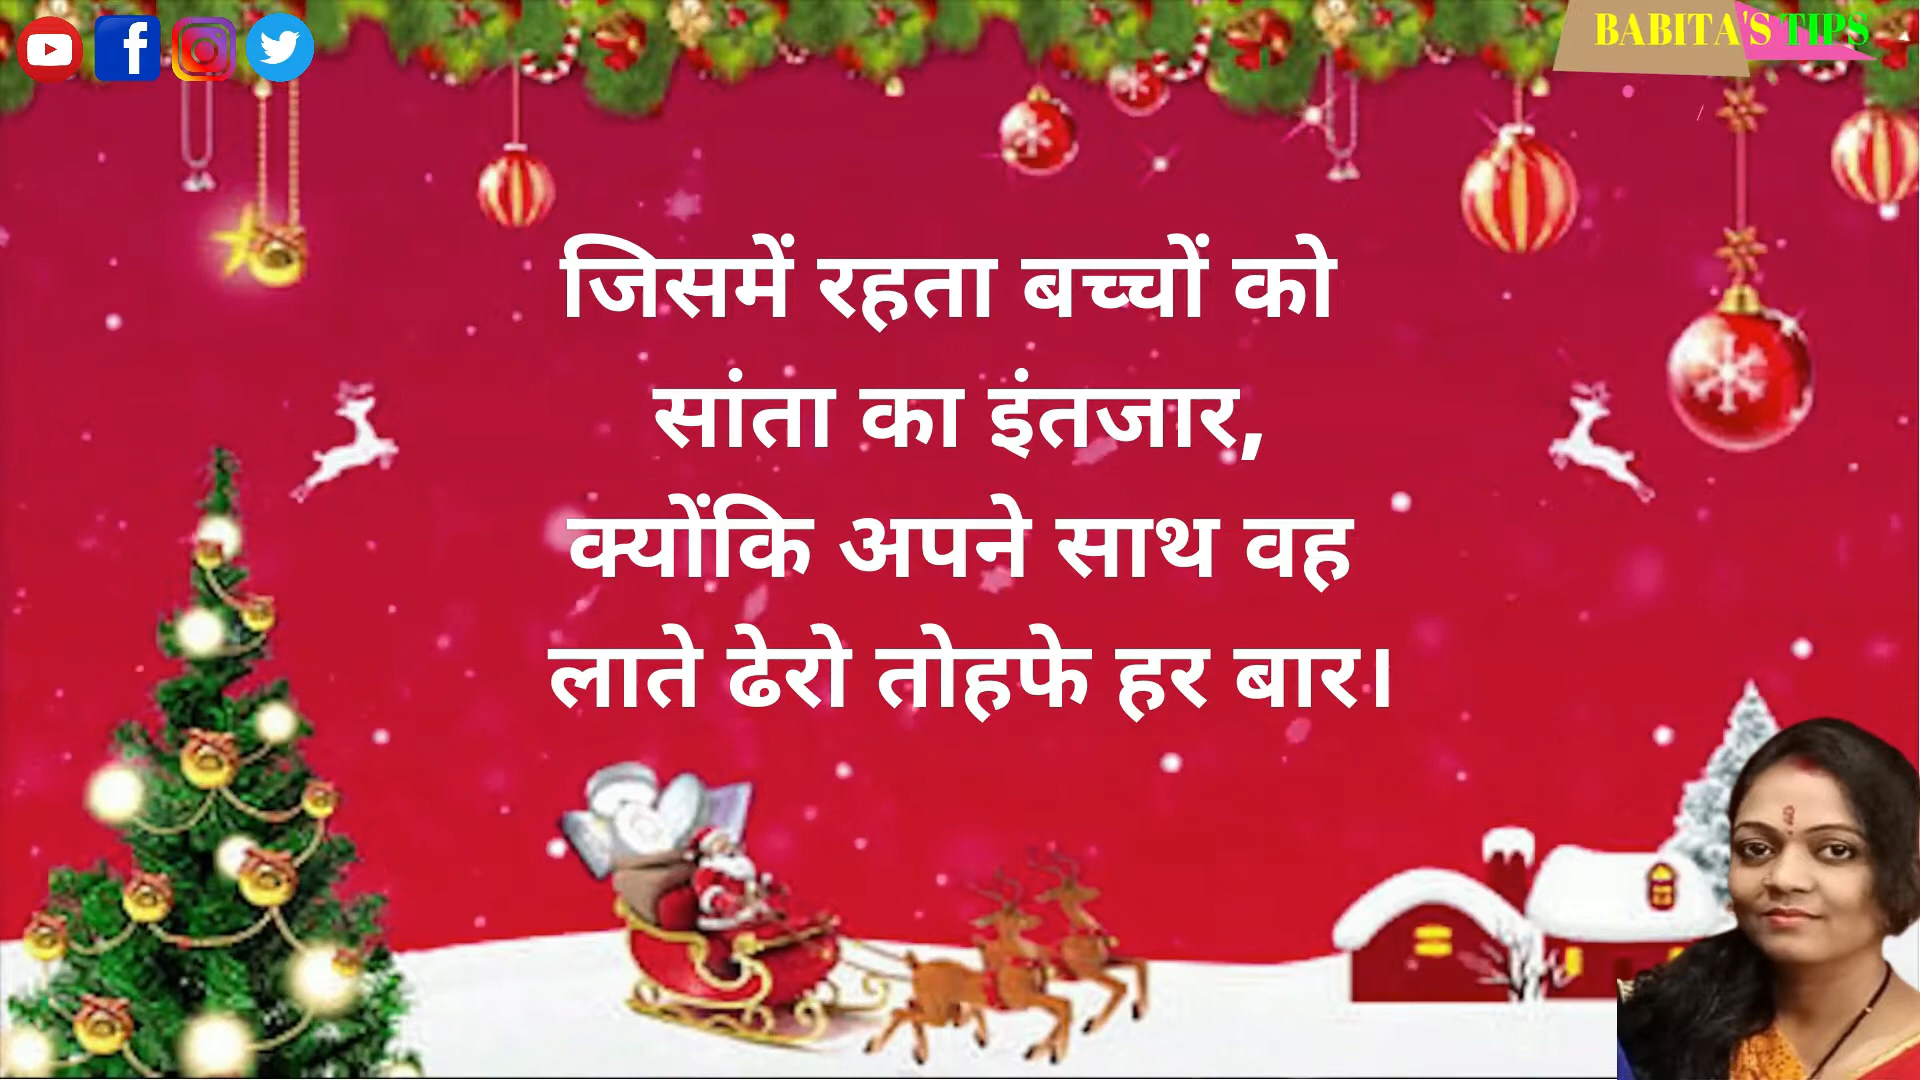 BABITA'S TIPS
जिसमें रहता बच्चों को
सांता का इंतजार,
क्योंकि अपने साथ वह
लाते ढेरो तोहफे हर बार।